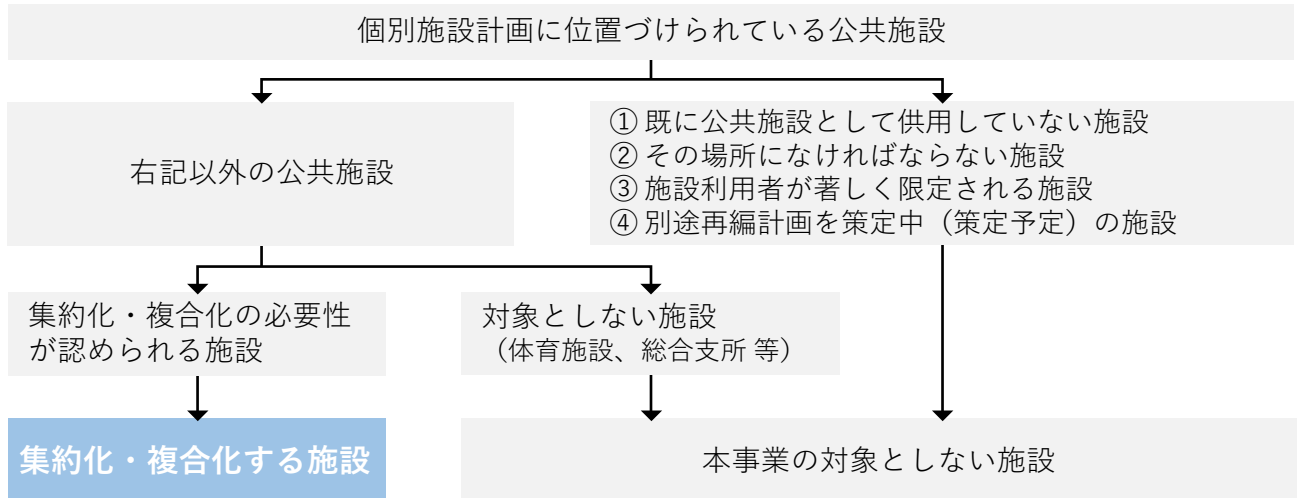 個別施設計画に位置づけられている公共施設
右記以外の公共施設
① 既に公共施設として供用していない施設
② その場所になければならない施設
③ 施設利用者が著しく限定される施設
④ 別途再編計画を策定中（策定予定）の施設
集約化・複合化の必要性
が認められる施設
対象としない施設
（体育施設、総合支所 等）
集約化・複合化する施設
本事業の対象としない施設